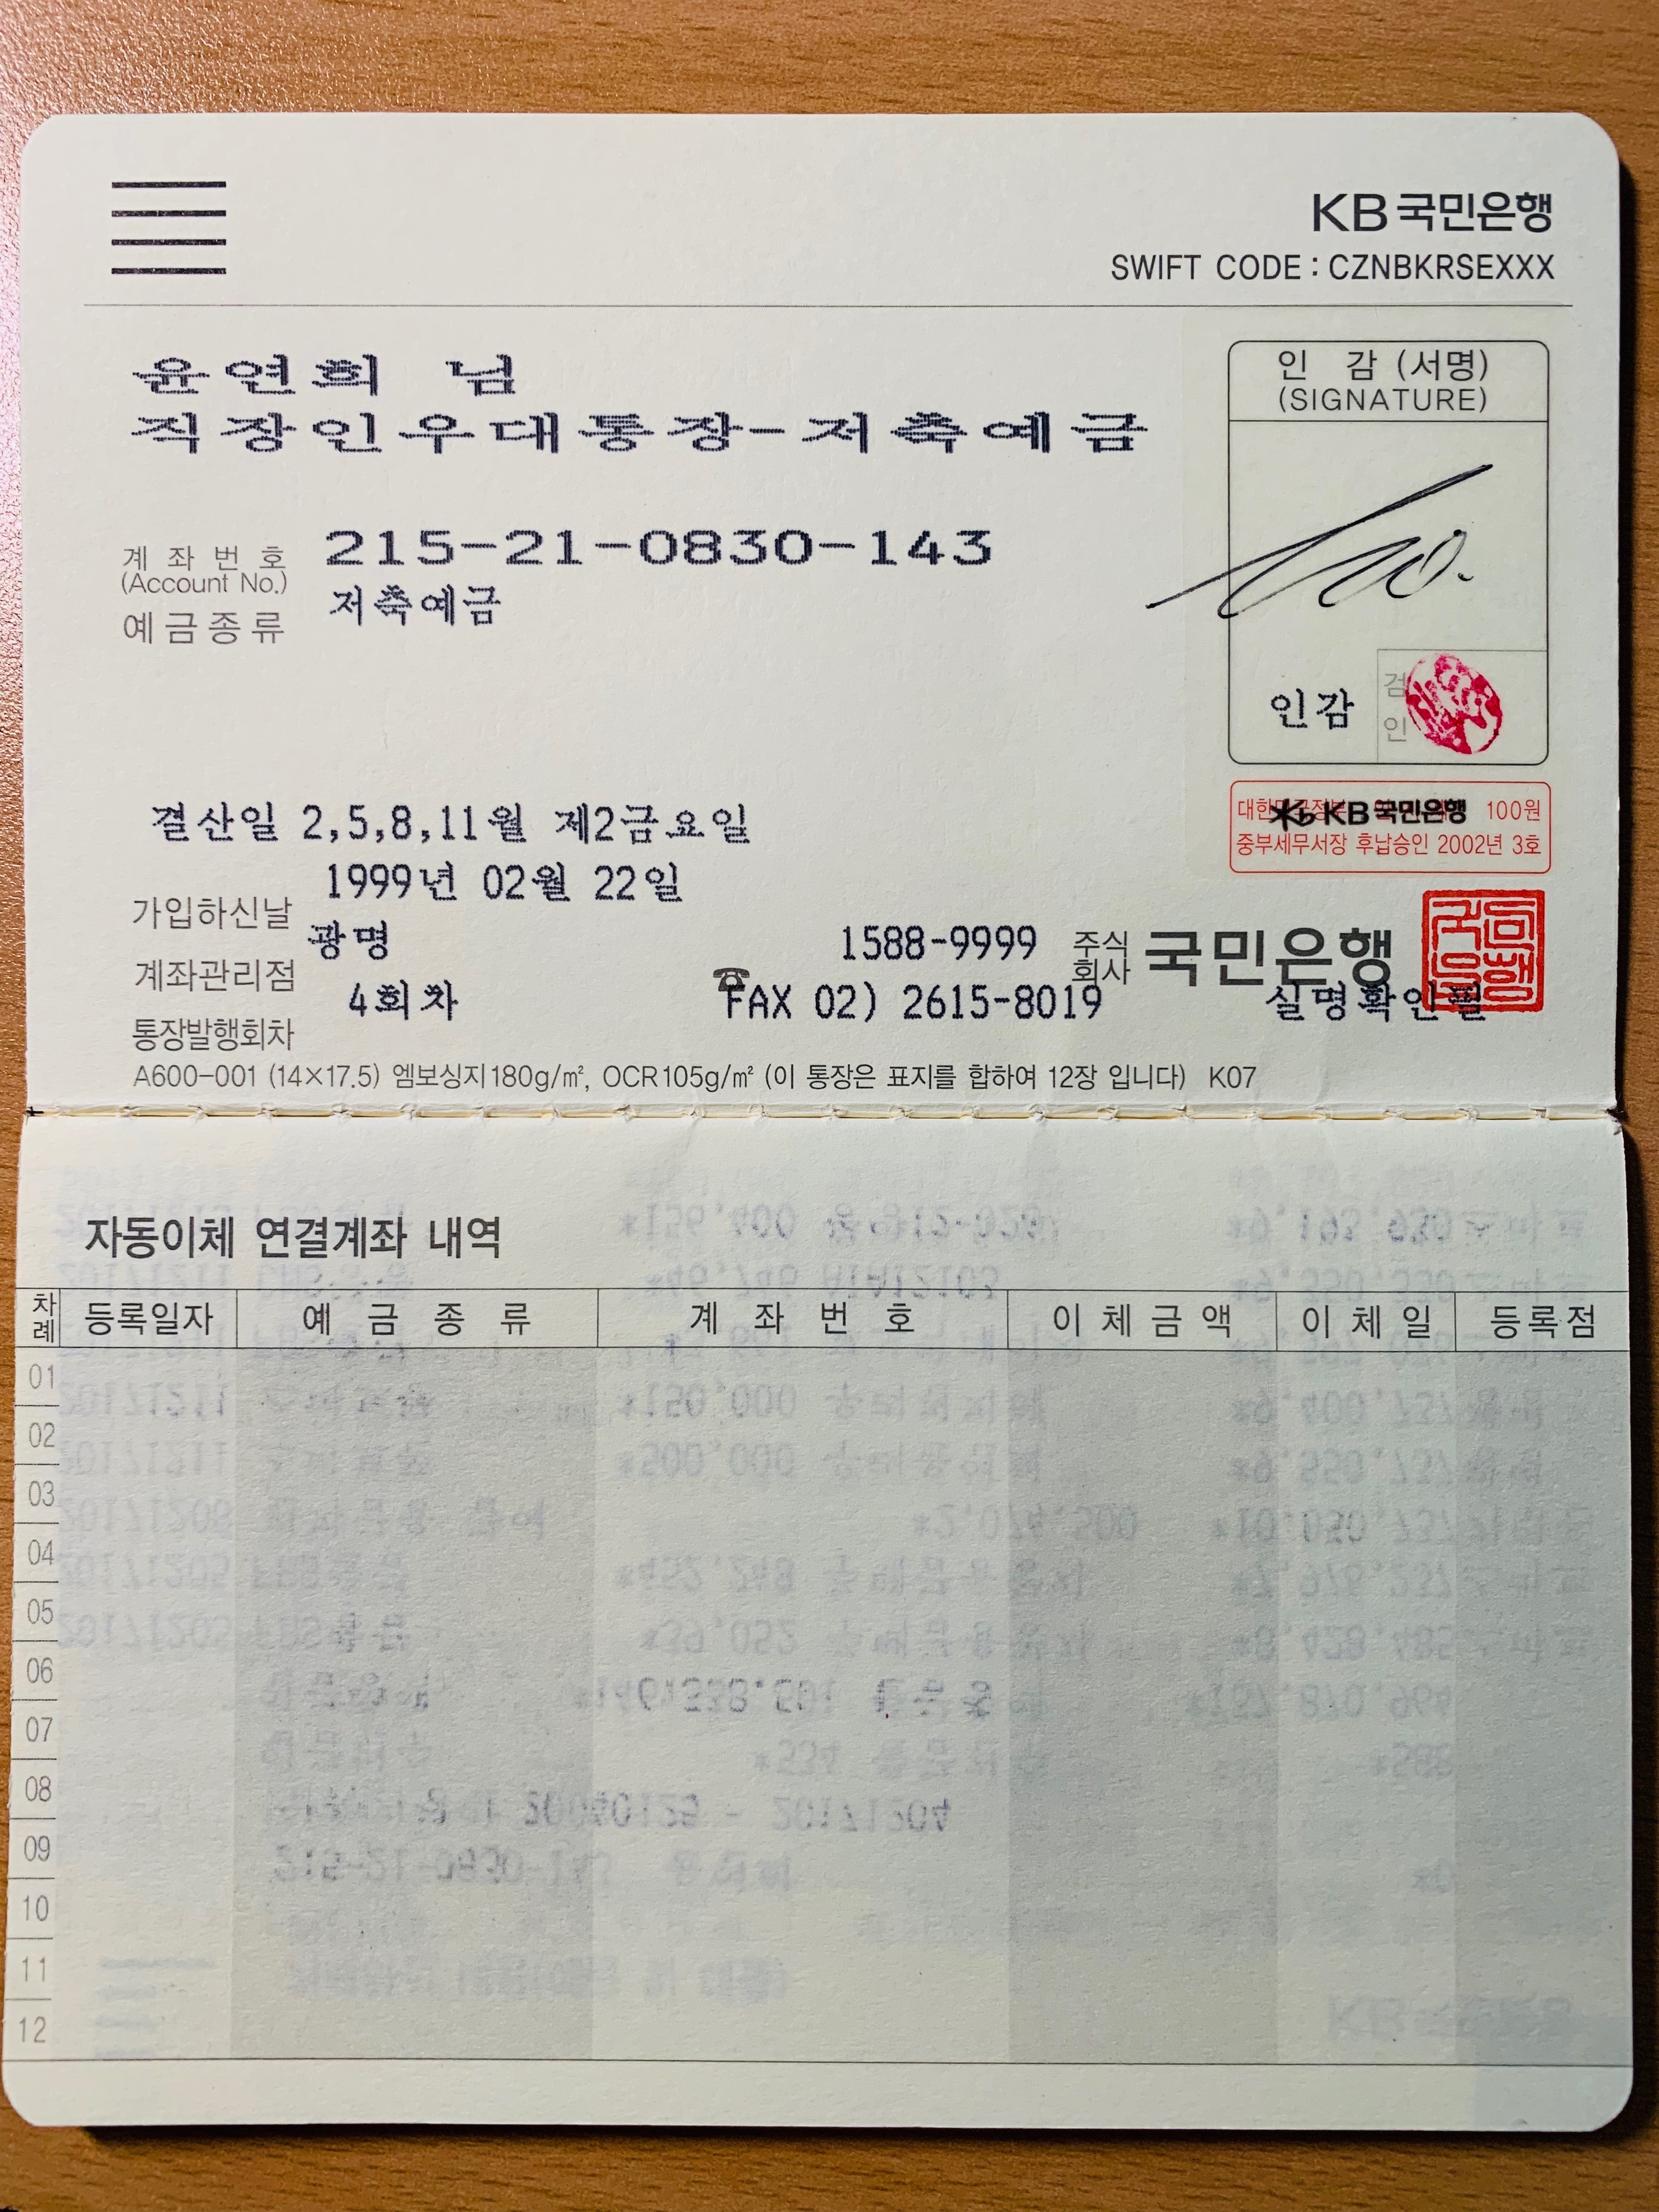 KB국민은행
SWIFT CODE : CZNBKRSEXXX
윤연희 님
직장인우대통장-저축예금
인 감 (서명)
(SIGNATURE)
계 좌 번 호 215-21-0830-143
(Account No.)
예금종류 저축예금
인감
검
인
결산일 2,5,8,11월 제2금요일
KB국민은행 100원
중부세무서장 후납승인 2002년 3호
가입하신날 1999년 02월 22일
계좌관리점 광명
1588-9999
주식
회사
국민은행
통장발행회차 4회차
FAX 02) 2615-8019
실명확인필
A600-001 (14×17.5) 엠보싱지180g/㎡, OCR105g/㎡ (이 통장은 표지를 합하여 12장 입니다) K07
자동이체 연결계좌 내역
차례 등록일자 예 금 종 류 계 좌 번 호 이 체 금 액 이 체 일 등록점
01
02
03
04
05
06
07
08
09
10
11
12